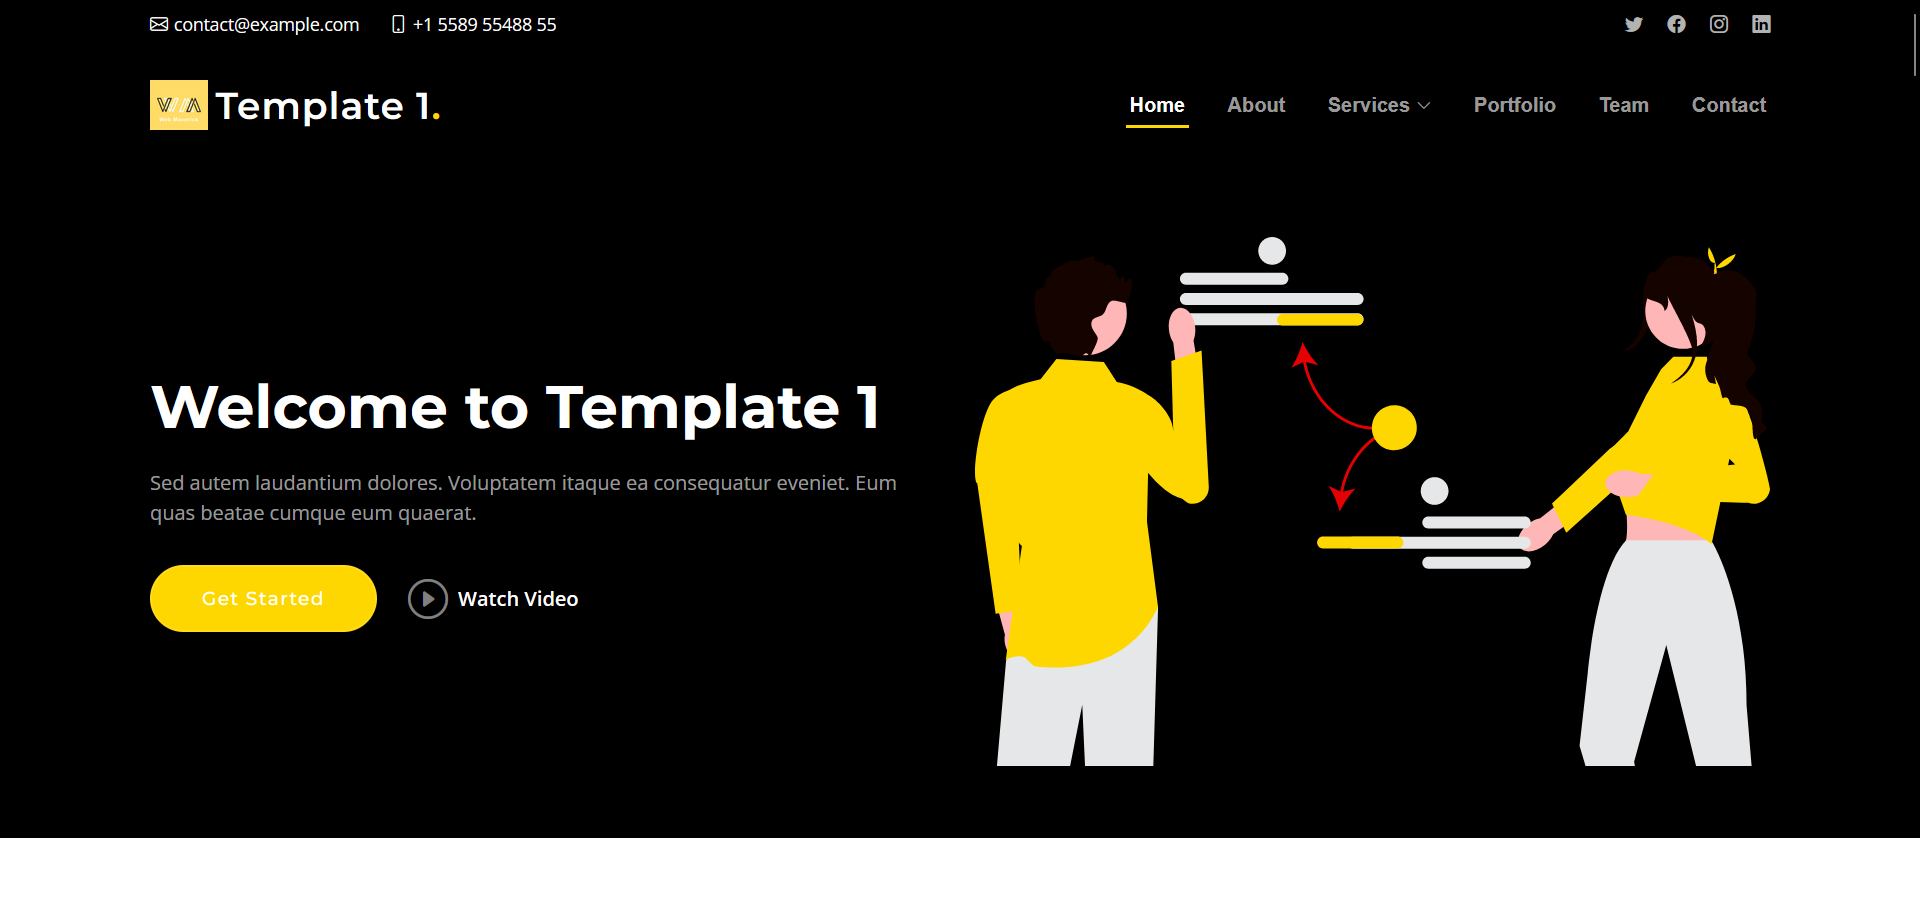 contact@example.com +1 5589 55488 55
Template 1.
Home About Services Portfolio Team Contact
Welcome to Template 1
Sed autem laudantium dolores. Voluptatem itaque ea consequatur eveniet. Eum
quas beatae cumque eum quaerat.
Get Started Watch Video